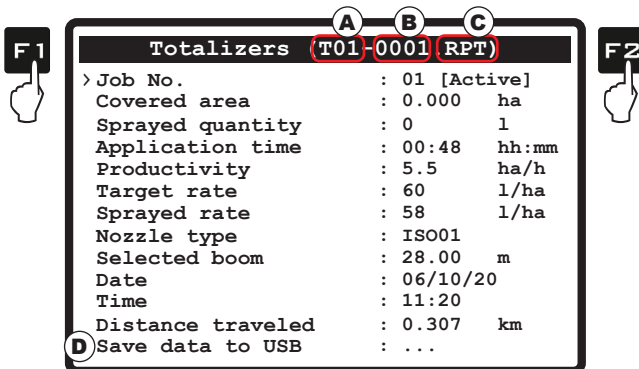 A B C
F1 Totalizers (T01-0001.RPT) F2
>Job No. : 01 [Active]
Covered area : 0.000 ha
Sprayed quantity : 0 l
Application time : 00:48 hh:mm
Productivity : 5.5 ha/h
Target rate : 60 l/ha
Sprayed rate : 58 l/ha
Nozzle type : ISO01
Selected boom : 28.00 m
Date : 06/10/20
Time : 11:20
Distance traveled : 0.307 km
D Save data to USB : ...